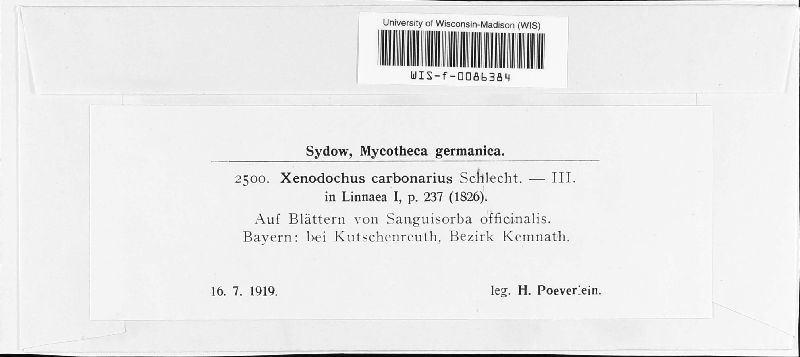 University of Wisconsin-Madison (WIS)
WIS-f-0086384
Sydow, Mycotheca germanica.
2500. Xenodochus carbonarius Schlecht. — III.
in Linnaea I, p. 237 (1826).
Auf Blättern von Sanguisorba officinalis.
Bayern: bei Kutschenreuth, Bezirk Kemnath.
16. 7. 1919. leg. H. Poeverlein.